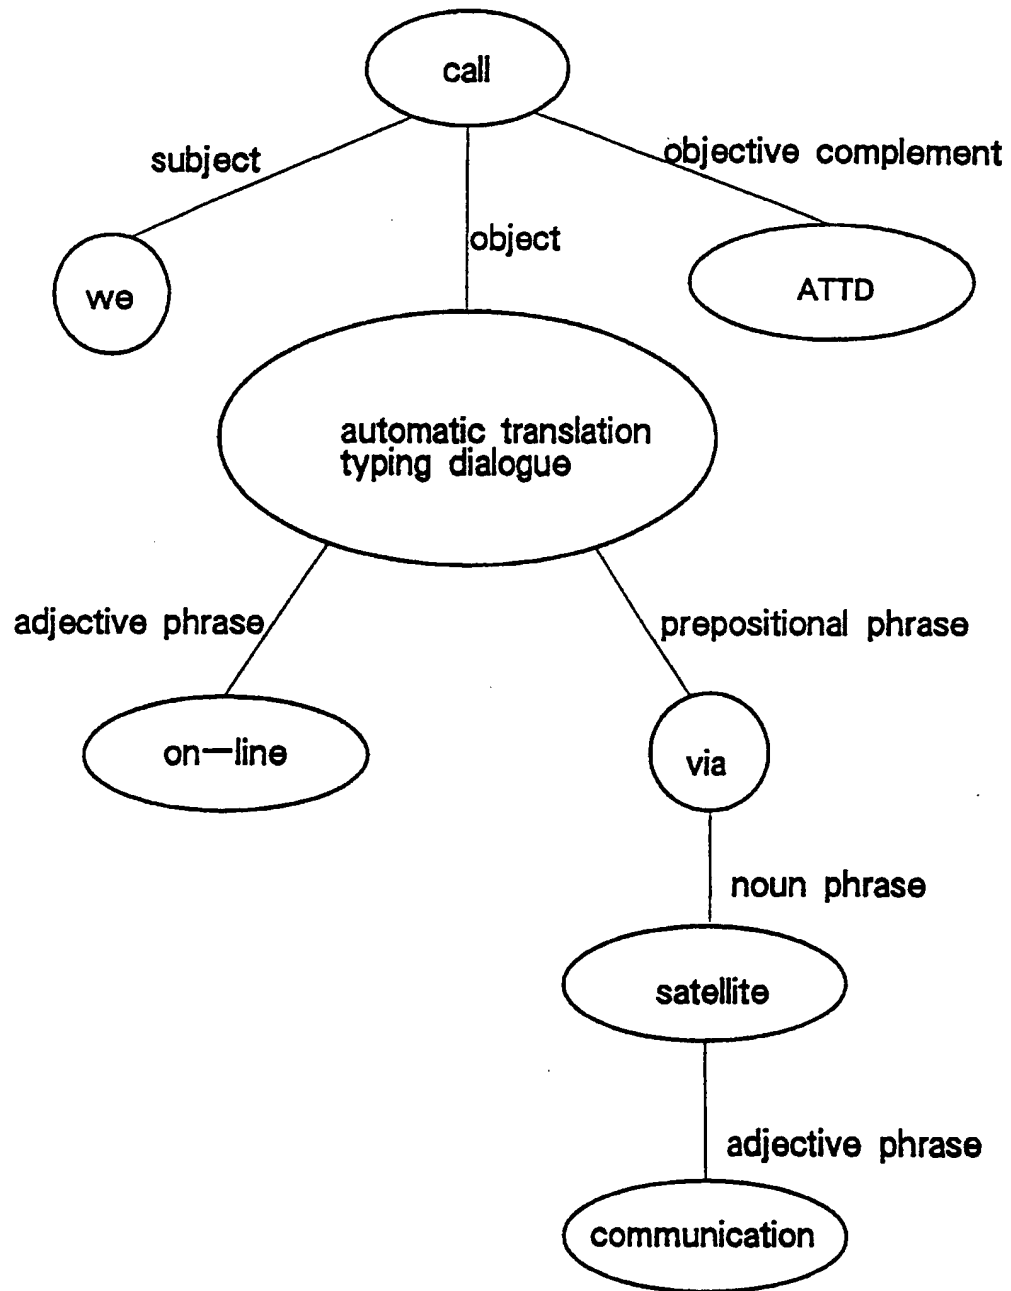 call
subject
objective complement
object
we
ATTD
automatic translation
typing dialogue
adjective phrase
prepositional phrase
on-line
via
noun phrase
satellite
adjective phrase
communication